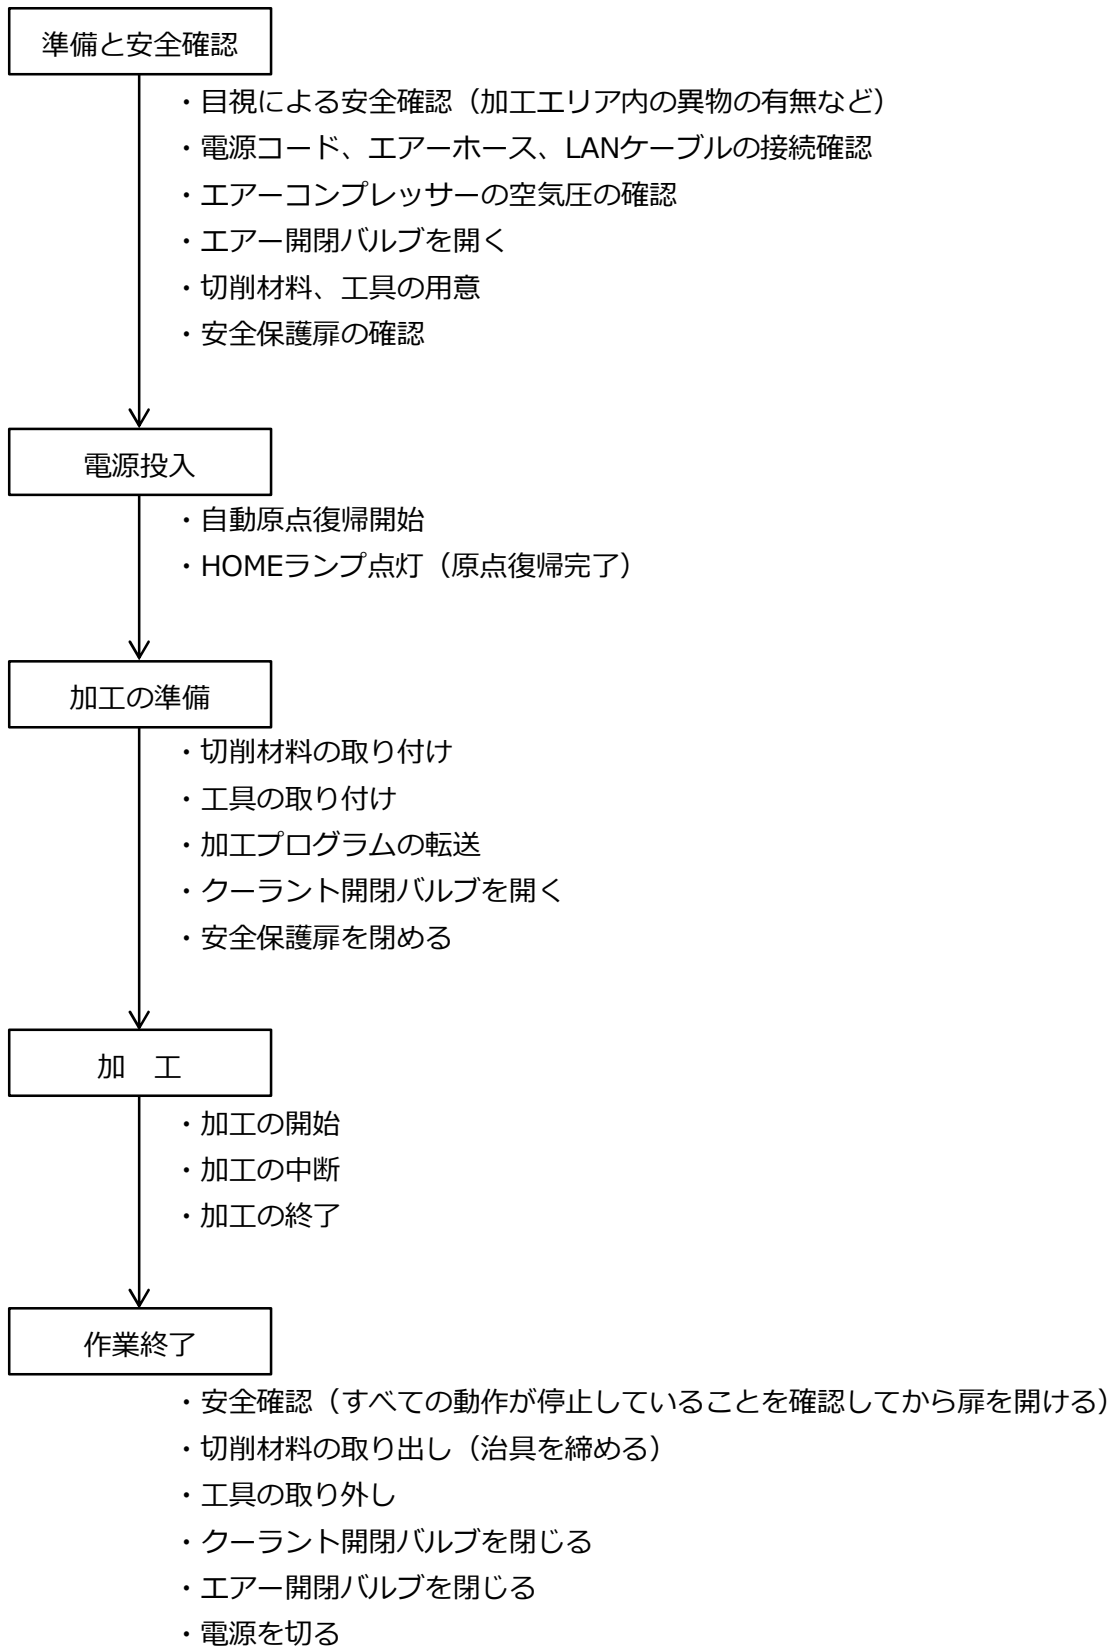 準備と安全確認
・目視による安全確認（加工エリア内の異物の有無など）
・電源コード、エアーホース、LANケーブルの接続確認
・エアーコンプレッサーの空気圧の確認
・エアー開閉バルブを開く
・切削材料、工具の用意
・安全保護扉の確認
電源投入
・自動原点復帰開始
・HOMEランプ点灯（原点復帰完了）
加工の準備
・切削材料の取り付け
・工具の取り付け
・加工プログラムの転送
・クーラント開閉バルブを開く
・安全保護扉を閉める
加　工
・加工の開始
・加工の中断
・加工の終了
作業終了
・安全確認（すべての動作が停止していることを確認してから扉を開ける）
・切削材料の取り出し（治具を締める）
・工具の取り外し
・クーラント開閉バルブを閉じる
・エアー開閉バルブを閉じる
・電源を切る